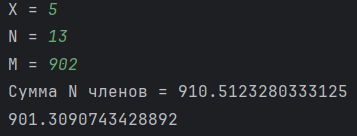 X = 5
N = 13
M = 902
Сумма N членов = 910.5123280333125
901.3090743428892